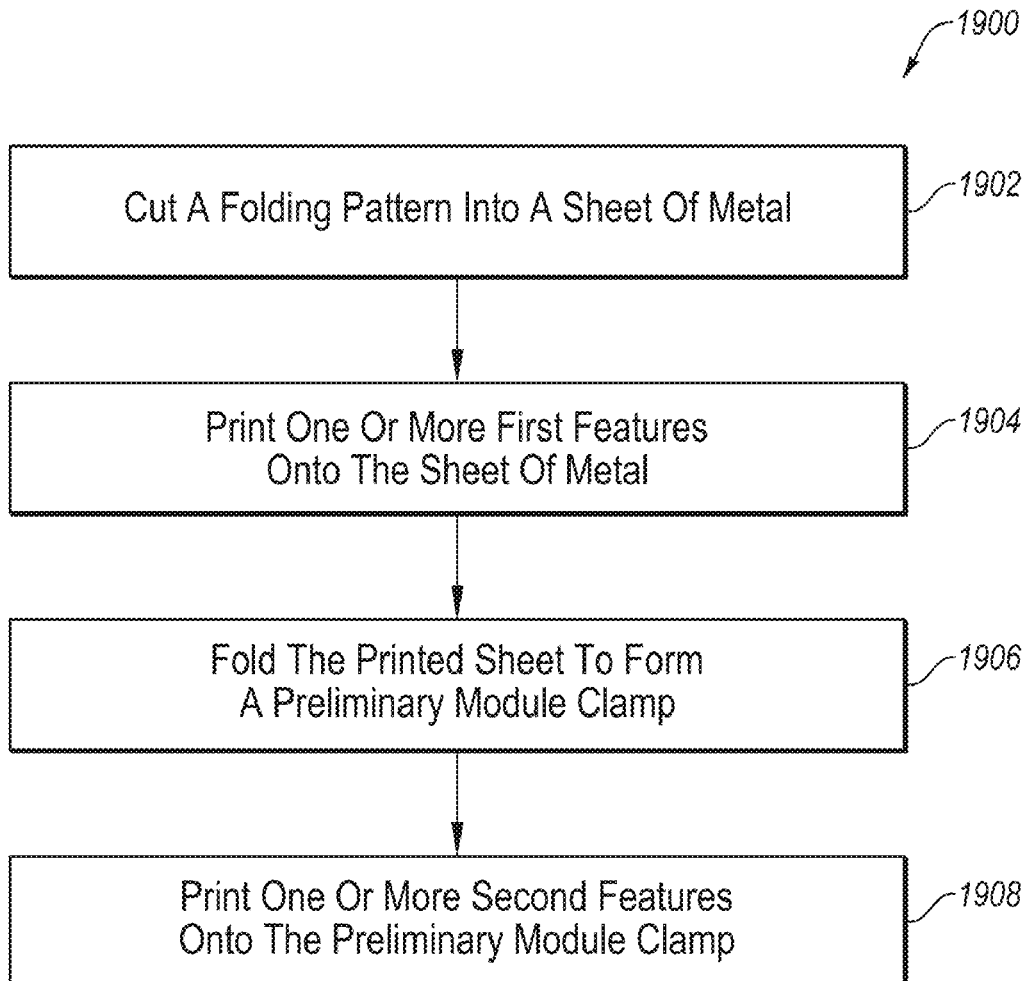 1900
Cut A Folding Pattern Into A Sheet Of Metal
1902
Print One Or More First Features
Onto The Sheet Of Metal
1904
Fold The Printed Sheet To Form
A Preliminary Module Clamp
1906
Print One Or More Second Features
Onto The Preliminary Module Clamp
1908